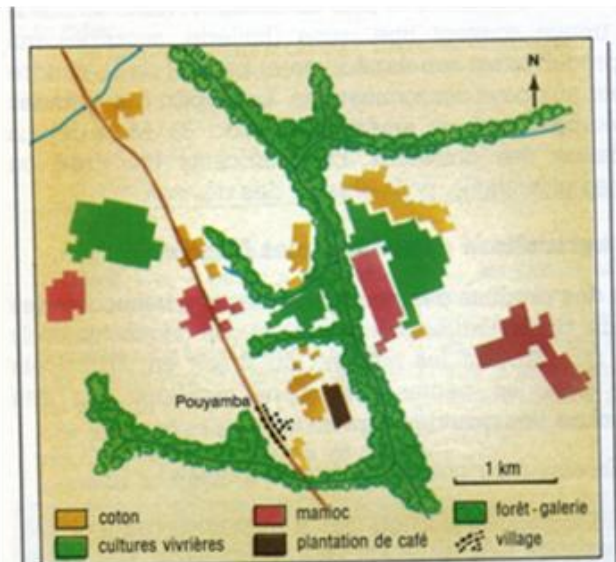 N
Pouyamba
1 km
coton
manioc
forêt-galerie
cultures vivrières
plantation de café
village